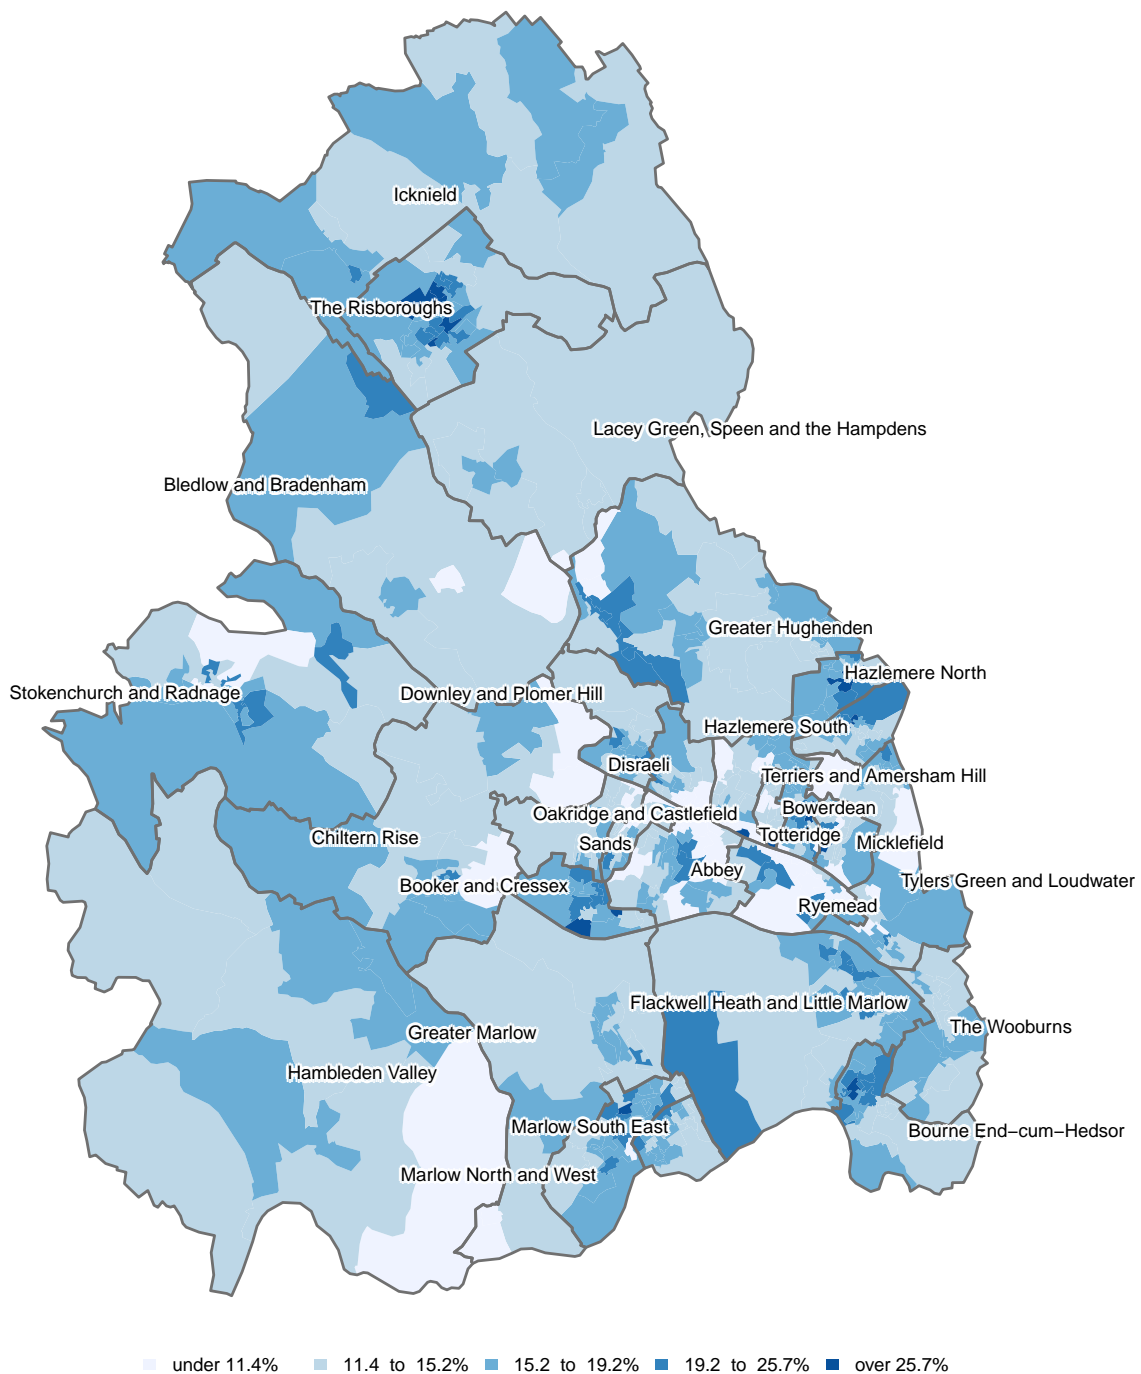 Icknield
The Risboroughs
Lacey Green, Speen and the Hampdens
Bledlow and Bradenham
Greater Hughenden
Hazlemere North
Stokenchurch and Radnage
Downley and Plomer Hill
Hazlemere South
Disraeli
Terriers and Amersham Hill
Bowerdean
Oakridge and Castlefield
Totteridge
Chiltern Rise
Sands
Micklefield
Abbey
Tylers Green and Loudwater
Booker and Cressex
Ryemead
Flackwell Heath and Little Marlow
The Wooburns
Greater Marlow
Hambleden Valley
Marlow South East
Bourne End−cum−Hedsor
Marlow North and West
under 11.4% 11.4 to 15.2% 15.2 to 19.2% 19.2 to 25.7% over 25.7%